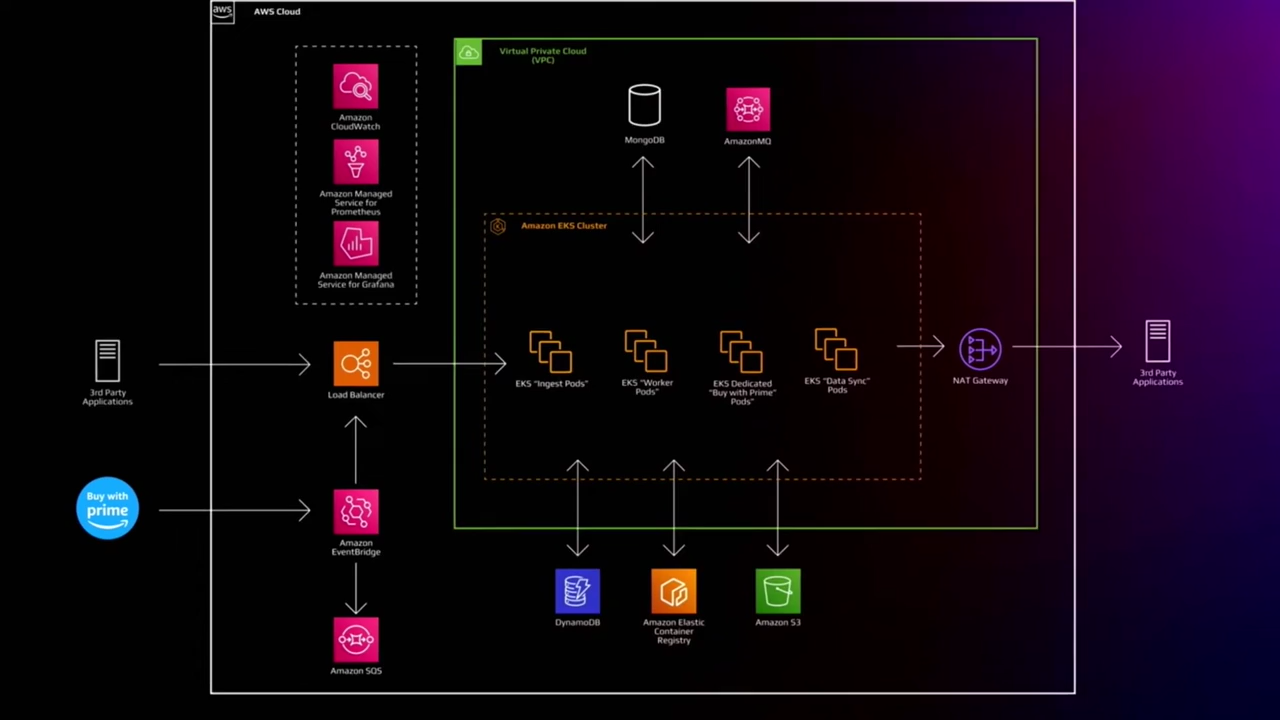 aws
AWS Cloud
Virtual Private Cloud
(VPC)
Amazon
CloudWatch
Amazon Managed
Service for
Prometheus
Amazon Managed
Service for Grafana
MongoDB
AmazonMQ
Amazon EKS Cluster
3rd Party
Applications
Load Balancer
EKS "Ingest Pods"
EKS "Worker
Pods"
EKS Dedicated
"Buy with Prime"
Pods"
EKS "Data Sync"
Pods
NAT Gateway
3rd Party
Applications
Buy with
prime
Amazon
EventBridge
Amazon SQS
DynamoDB
Amazon Elastic
Container
Registry
Amazon S3